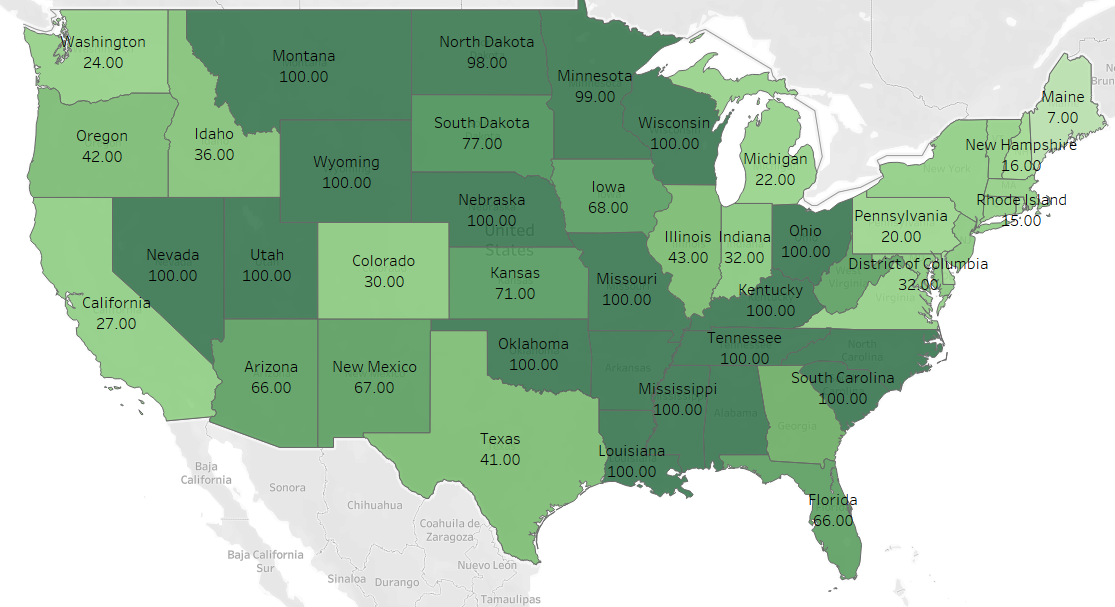 Washington
24.00
Montana
100.00
North Dakota
98.00
Minnesota
99.00
Maine
7.00
Oregon
42.00
Idaho
36.00
South Dakota
77.00
Wisconsin
100.00
Michigan
22.00
New Hampshire
16.00
New York
Wyoming
100.00
Iowa
68.00
Nebraska
100.00
United
States
Rhode Island
15.00
Pennsylvania
20.00
Nevada
100.00
Utah
100.00
Colorado
30.00
Kansas
71.00
Illinois
43.00
Indiana
32.00
Ohio
100.00
District of Columbia
32.00
Virginia
Virginia
Missouri
100.00
Kentucky
100.00
California
27.00
Arizona
66.00
New Mexico
67.00
Oklahoma
100.00
Arkansas
Tennessee
100.00
North
Carolina
South Carolina
100.00
Mississippi
100.00
Alabama
Georgia
Texas
41.00
Louisiana
100.00
Florida
66.00
Baja
California
Sonora
Chihuahua
Coahuila de
Zaragoza
Baja California
Sur
Sinaloa
Durango
Nuevo León
Tamaulipas